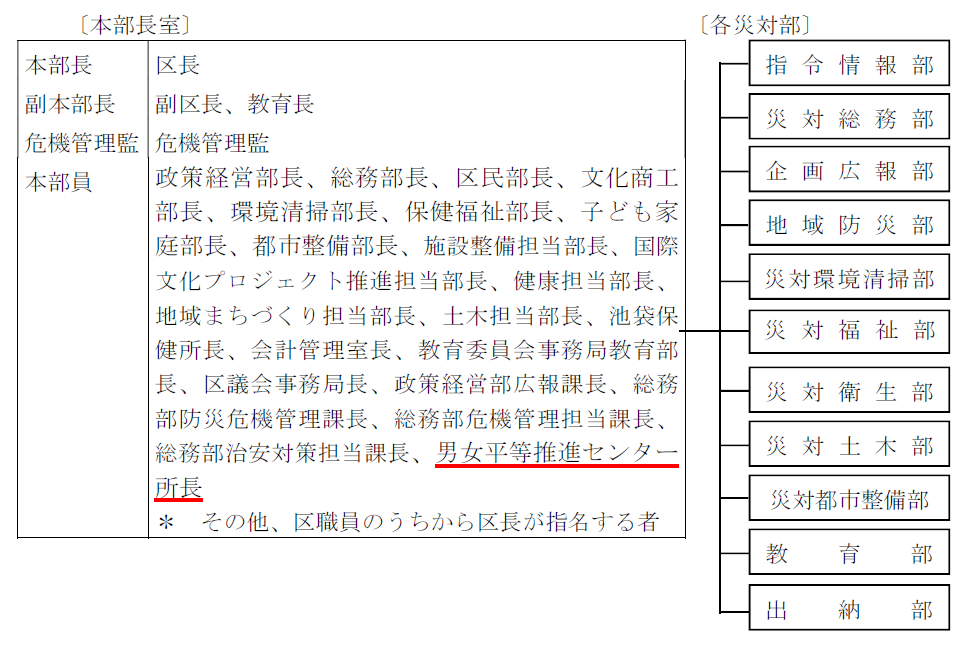 〔本部長室〕
本部長 区長
副本部長 副区長、教育長
危機管理監 危機管理監
本部員 政策経営部長、総務部長、区民部長、文化商工
部長、環境清掃部長、保健福祉部長、子ども家
庭部長、都市整備部長、施設整備担当部長、国際
文化プロジェクト推進担当部長、健康担当部長、
地域まちづくり担当部長、土木担当部長、池袋保
健所長、会計管理室長、教育委員会事務局教育部
長、区議会事務局長、政策経営部広報課長、総務
部防災危機管理課長、総務部危機管理担当課長、
総務部治安対策担当課長、男女平等推進センター
所長
＊ その他、区職員のうちから区長が指名する者
〔各災対部〕
指令情報部
災対総務部
企画広報部
地域防災部
災対環境清掃部
災対福祉部
災対衛生部
災対土木部
災対都市整備部
教育部
出納部